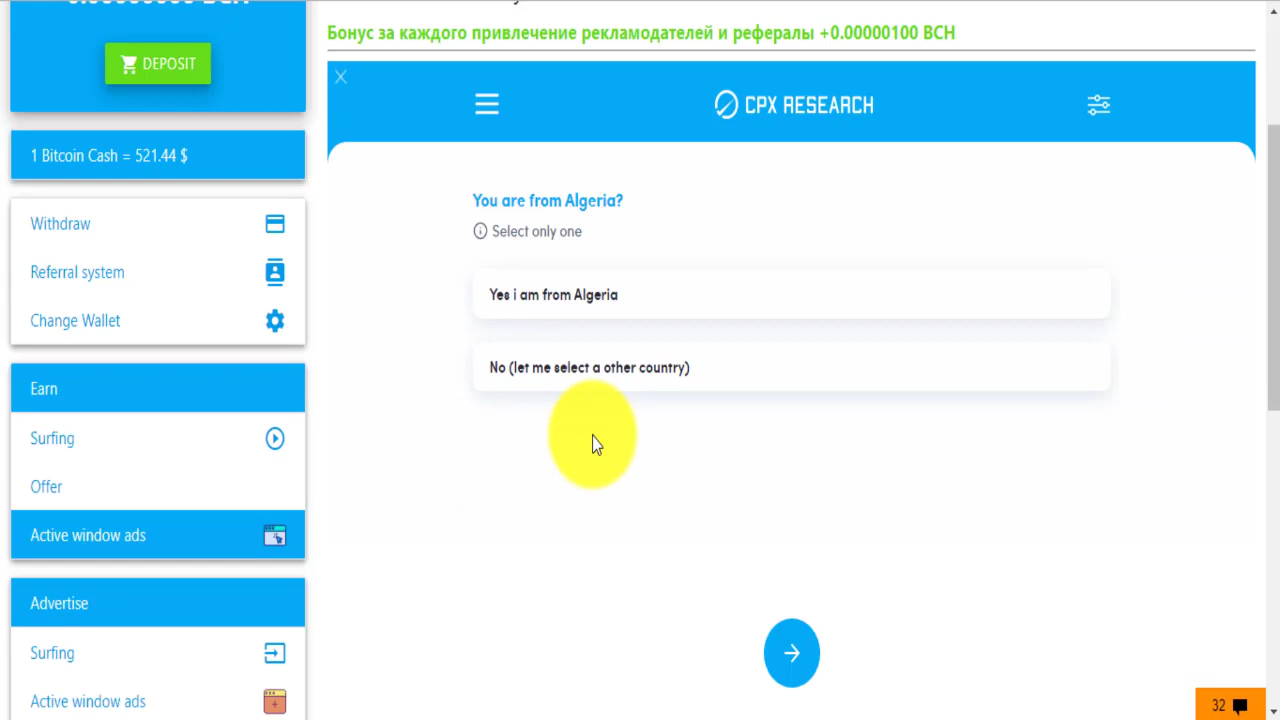 DEPOSIT
1 Bitcoin Cash = 521.44 $
Withdraw
Referral system
Change Wallet
Earn
Surfing
Offer
Active window ads
Advertise
Surfing
Active window ads
Бонус за каждого привлечение рекламодателей и рефералы +0.00000100 BCH
CPX RESEARCH
You are from Algeria?
Select only one
Yes i am from Algeria
No (let me select a other country)
32